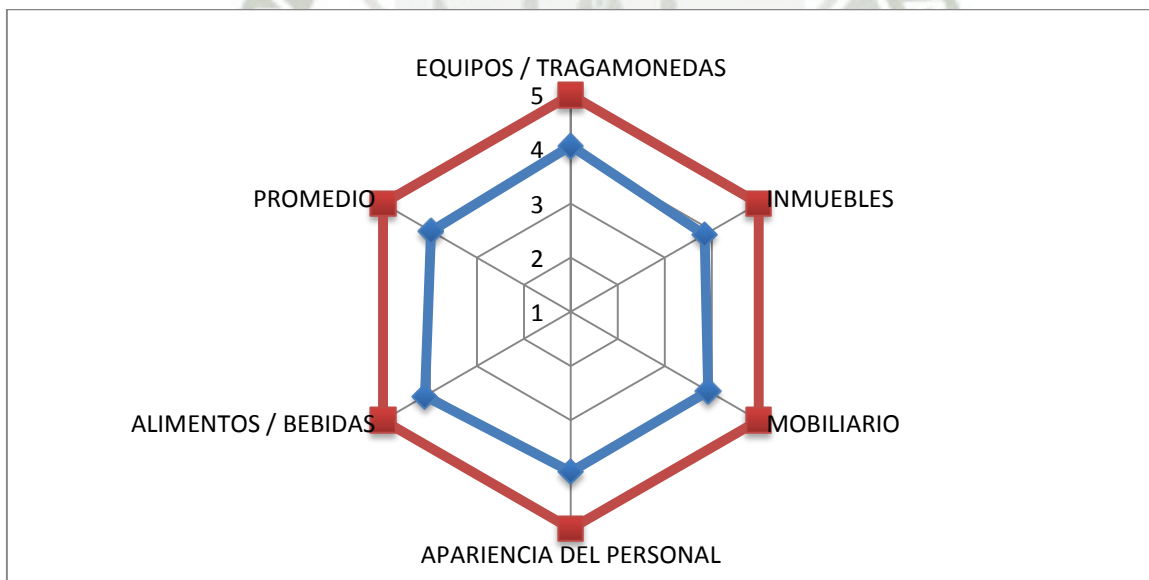 EQUIPOS / TRAGAMONEDAS
5
4
PROMEDIO
INMUEBLES
3
2
1
ALIMENTOS / BEBIDAS
MOBILIARIO
APARIENCIA DEL PERSONAL